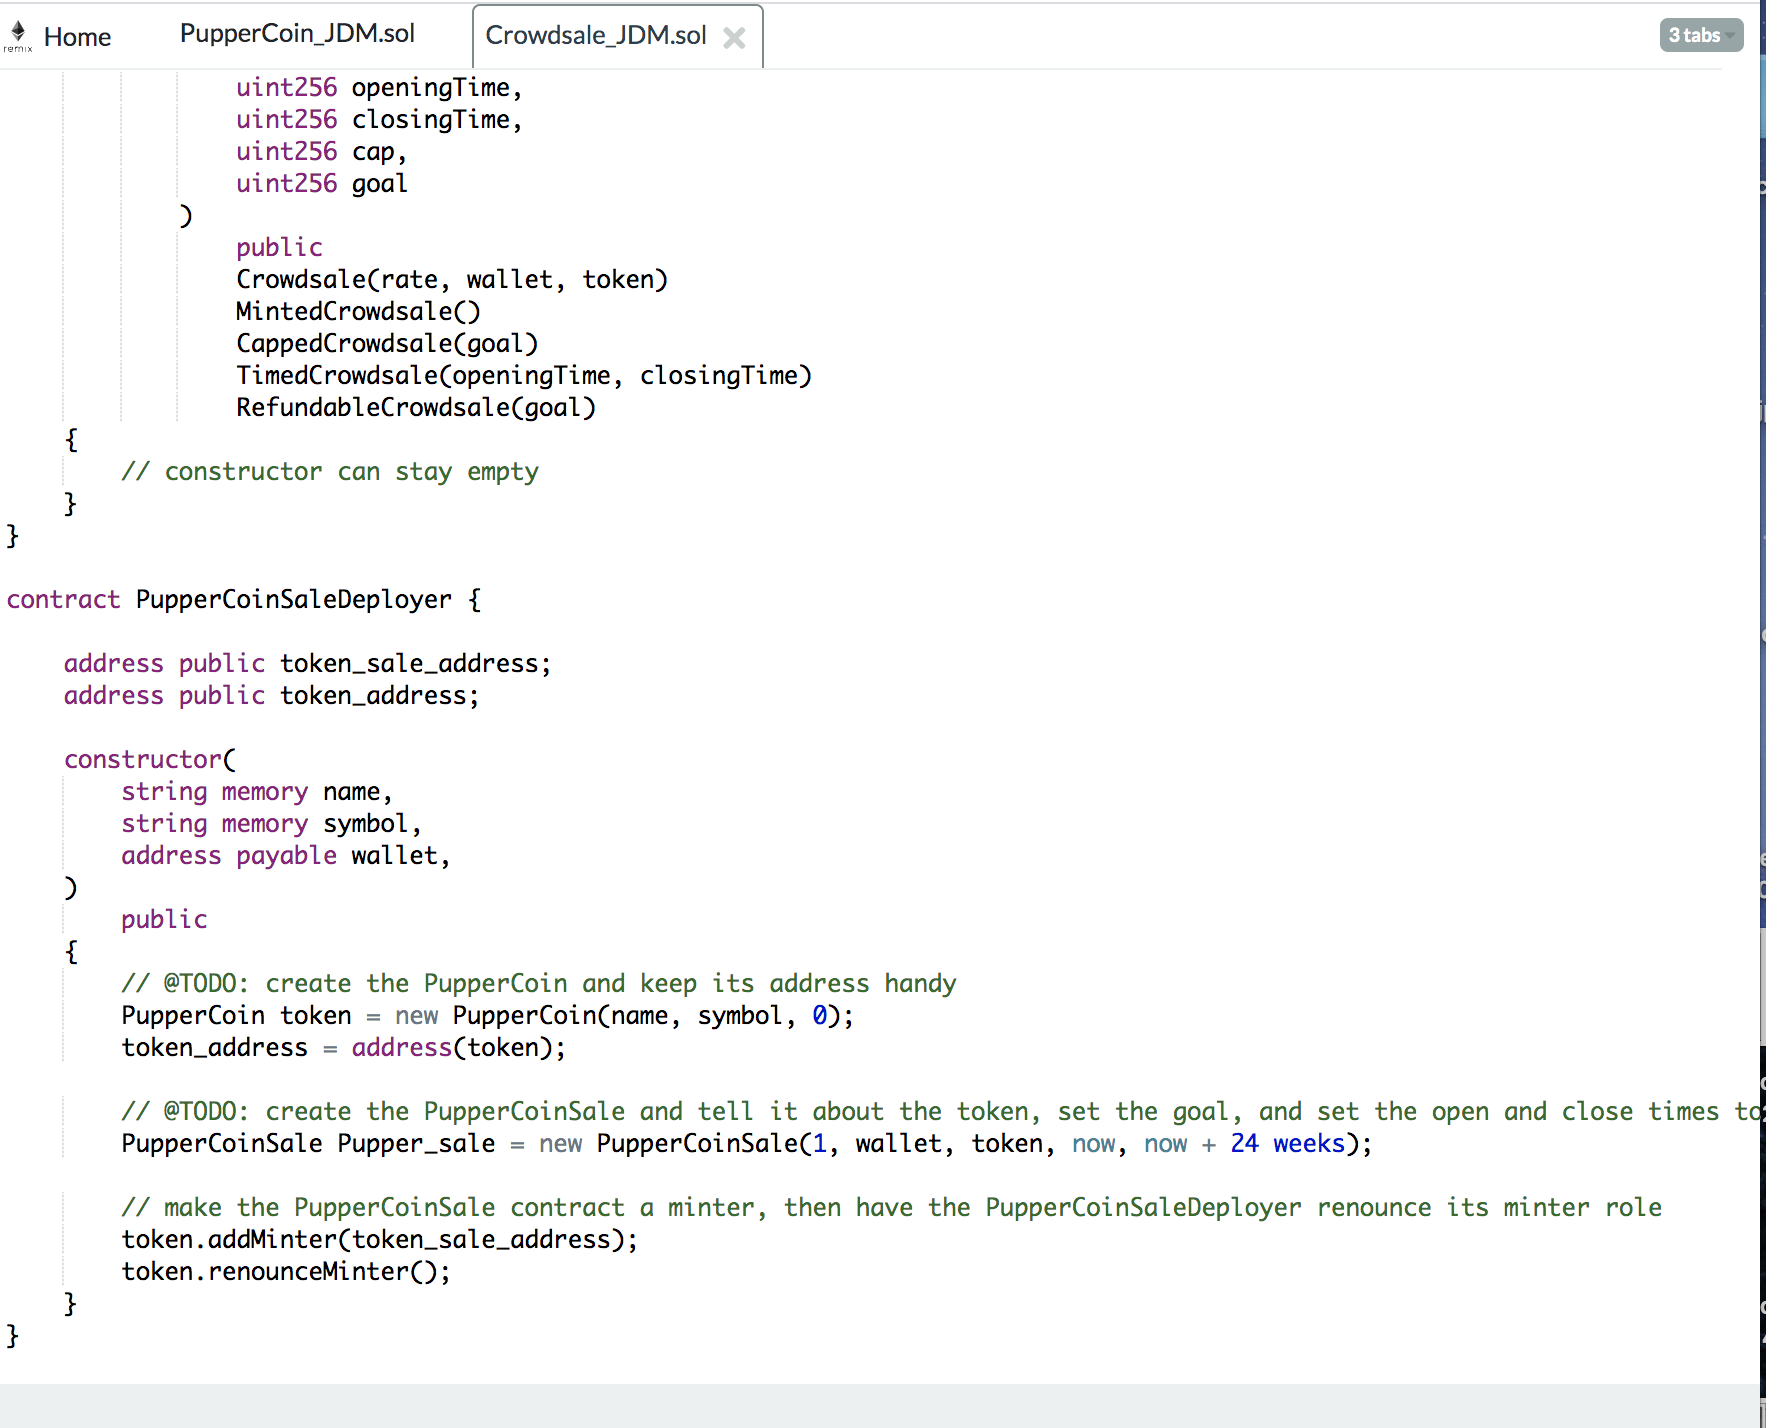 remix Home PupperCoin_JDM.sol Crowdsale_JDM.sol 3 tabs
uint256 openingTime,
uint256 closingTime,
uint256 cap,
uint256 goal
)
public
Crowdsale(rate, wallet, token)
MintedCrowdsale()
CappedCrowdsale(goal)
TimedCrowdsale(openingTime, closingTime)
RefundableCrowdsale(goal)
{
// constructor can stay empty
}
}
contract PupperCoinSaleDeployer {
address public token_sale_address;
address public token_address;
constructor(
string memory name,
string memory symbol,
address payable wallet,
)
public
{
// @TODO: create the PupperCoin and keep its address handy
PupperCoin token = new PupperCoin(name, symbol, 0);
token_address = address(token);
// @TODO: create the PupperCoinSale and tell it about the token, set the goal, and set the open and close times to
PupperCoinSale Pupper_sale = new PupperCoinSale(1, wallet, token, now, now + 24 weeks);
// make the PupperCoinSale contract a minter, then have the PupperCoinSaleDeployer renounce its minter role
token.addMinter(token_sale_address);
token.renounceMinter();
}
}